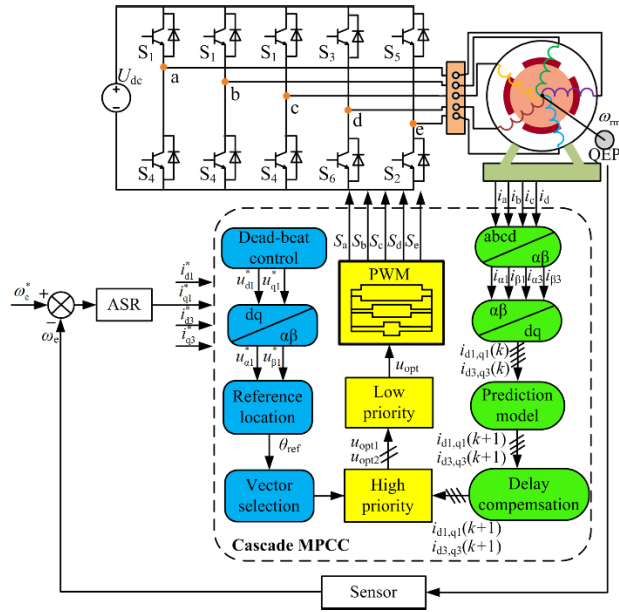 S1 S1 S1 S3 S5
Udc
a
b
c
d
e
S4 S4 S4 S6 S2
ωrm
QEP
ia ib ic id
Sa Sb Sc Sd Se
Dead-beat
control
u*d1 u*q1
dq
αβ
u*α1 u*β1
Reference
location
θref
Vector
selection
PWM
uopt
Low
priority
uopt1
uopt2
High
priority
abcd
αβ
iα1 iβ1 iα3 iβ3
αβ
dq
id1,q1(k)
id3,q3(k)
Prediction
model
id1,q1(k+1)
id3,q3(k+1)
Delay
compemsation
id1,q1(k+1)
id3,q3(k+1)
Cascade MPCC
ω*e
+
−
ωe
ASR
i*d1
i*q1
i*d3
i*q3
Sensor